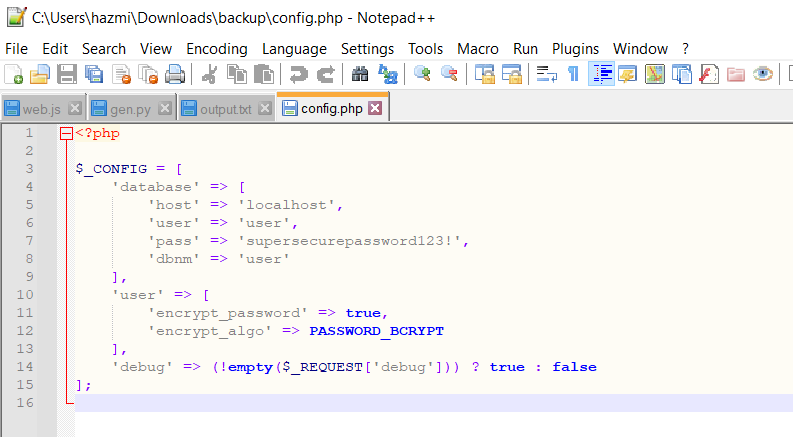 C:\Users\hazmi\Downloads\backup\config.php - Notepad++
File Edit Search View Encoding Language Settings Tools Macro Run Plugins Window ?
web.js gen.py output.txt config.php
1 <?php
2
3 $_CONFIG = [
4 'database' => [
5 'host' => 'localhost',
6 'user' => 'user',
7 'pass' => 'supersecurepassword123!',
8 'dbnm' => 'user'
9 ],
10 'user' => [
11 'encrypt_password' => true,
12 'encrypt_algo' => PASSWORD_BCRYPT
13 ],
14 'debug' => (!empty($_REQUEST['debug'])) ? true : false
15 ];
16